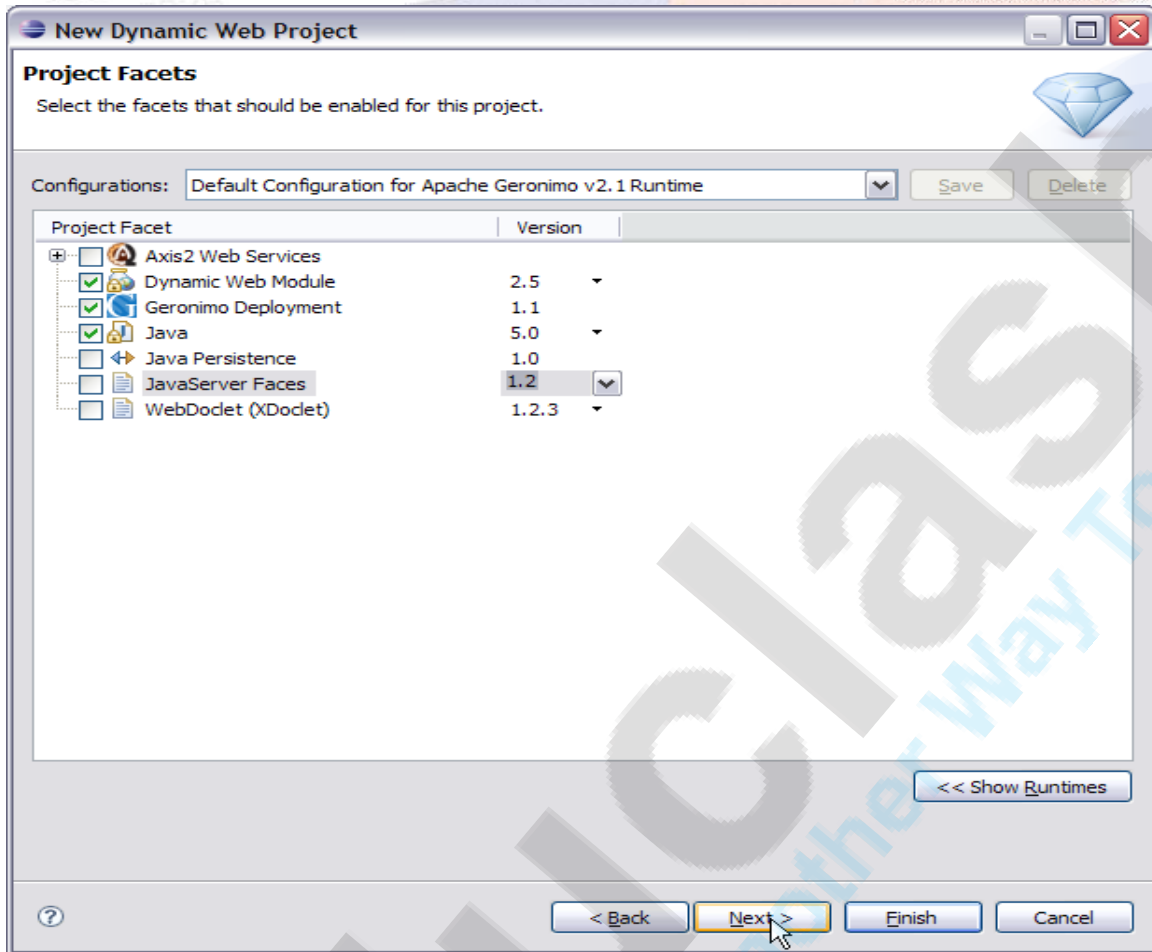 New Dynamic Web Project
Project Facets
Select the facets that should be enabled for this project.
Configurations: Default Configuration for Apache Geronimo v2.1 Runtime Save Delete
Project Facet Version
Axis2 Web Services
Dynamic Web Module 2.5
Geronimo Deployment 1.1
Java 5.0
Java Persistence 1.0
JavaServer Faces 1.2
WebDoclet (XDoclet) 1.2.3
<< Show Runtimes
< Back Next > Finish Cancel